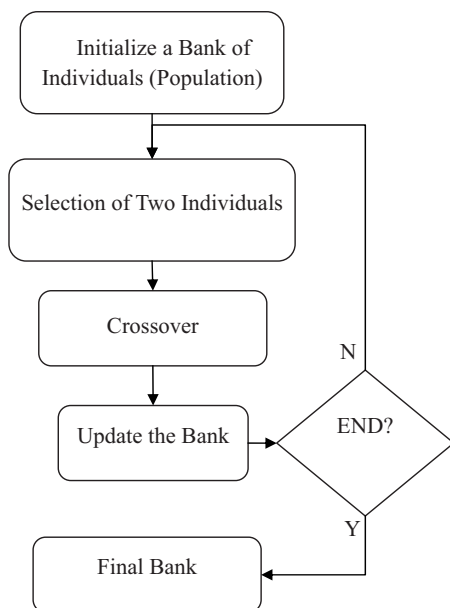 Initialize a Bank of
Individuals (Population)
Selection of Two Individuals
Crossover
N
Update the Bank
END?
Y
Final Bank